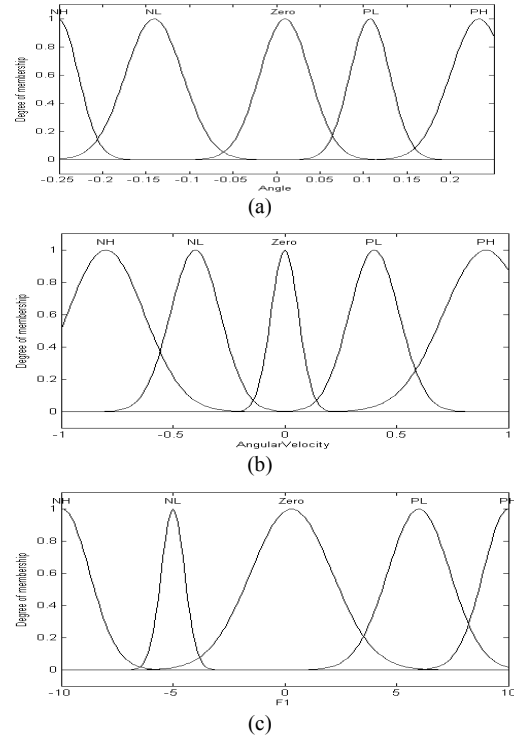 NH NL Zero PL PH
1
0.8
0.6
0.4
0.2
0
Degree of membership
-0.25 -0.2 -0.15 -0.1 -0.05 0 0.05 0.1 0.15 0.2
Angle
(a)
NH NL Zero PL PH
1
0.8
0.6
0.4
0.2
0
Degree of membership
-1 -0.5 0 0.5 1
AngularVelocity
(b)
NH NL Zero PL PH
1
0.8
0.6
0.4
0.2
0
Degree of membership
-10 -5 0 5 10
F1
(c)